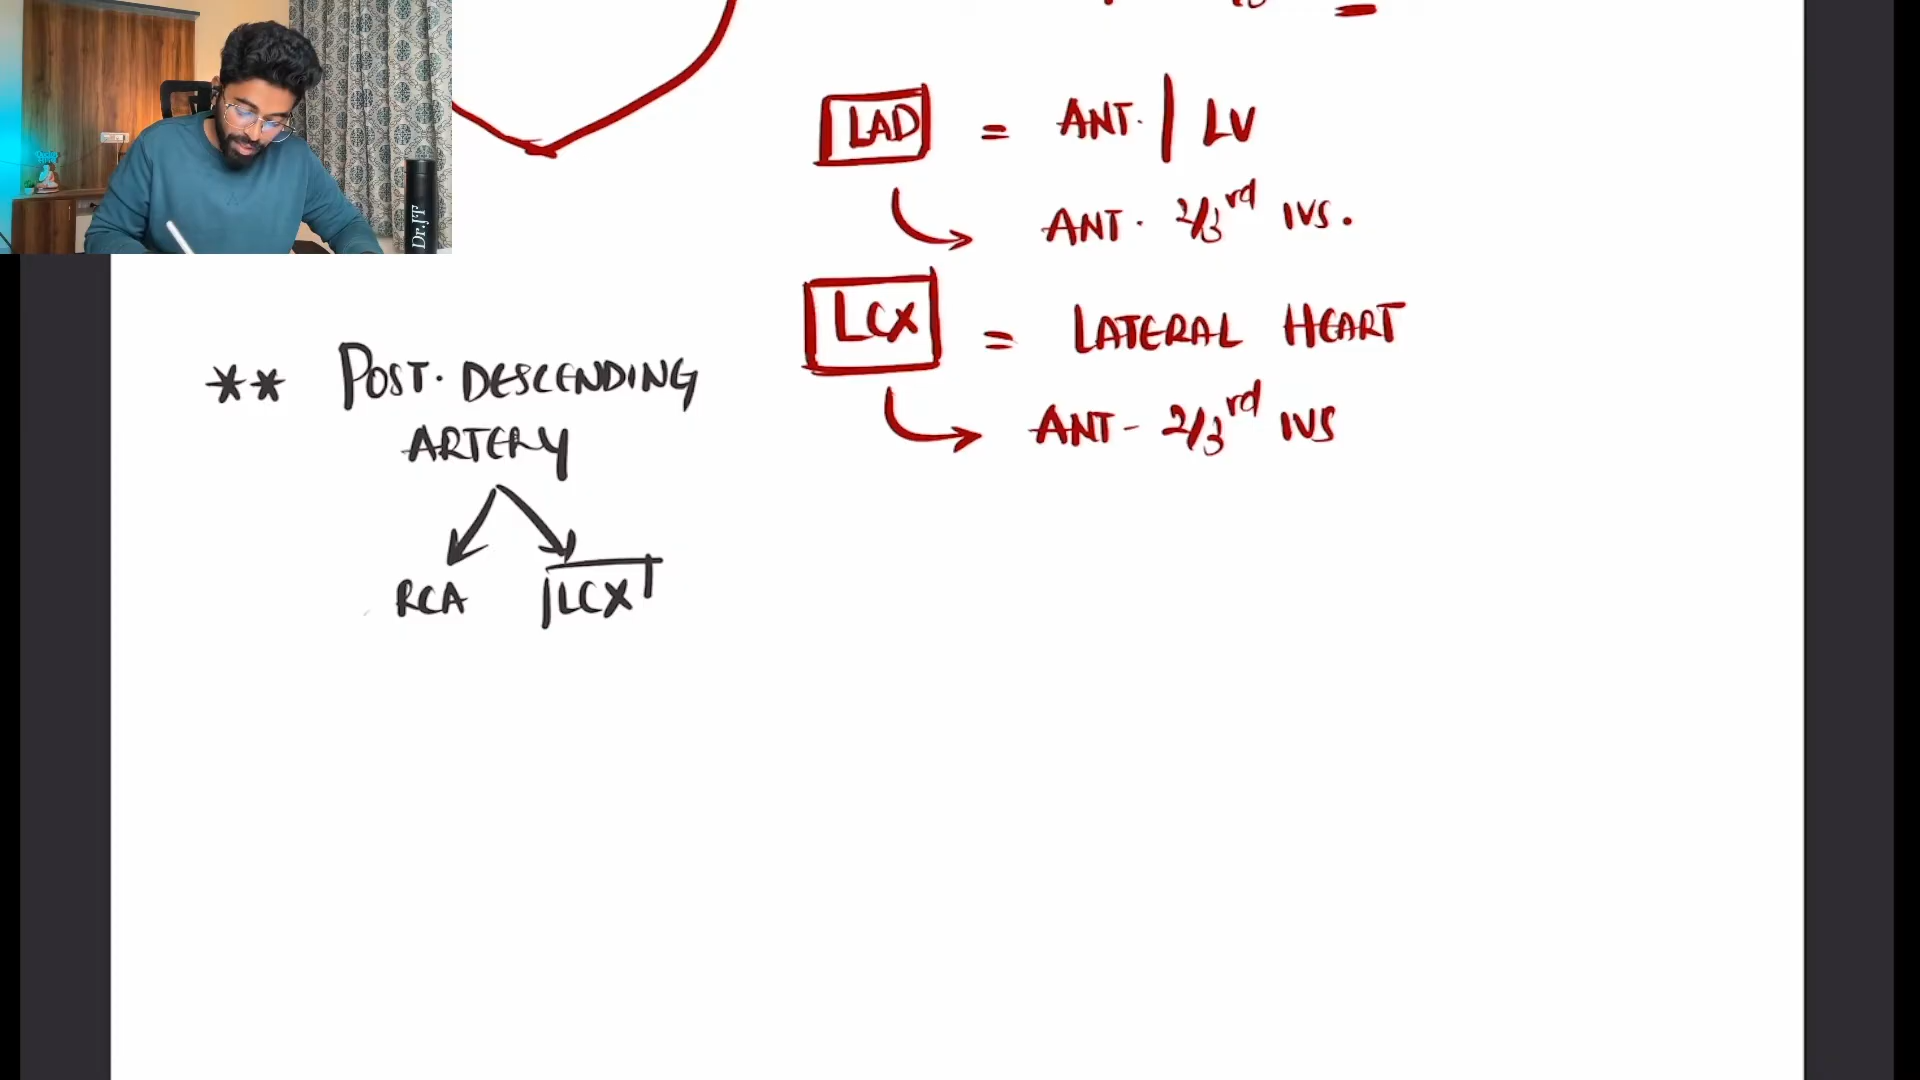 Dr.JT
LAD = ANT. | LV
ANT. 2/3rd IVS.
LCX = LATERAL HEART
ANT - 2/3rd IVS
** POST. DESCENDING
ARTERY
RCA LCX